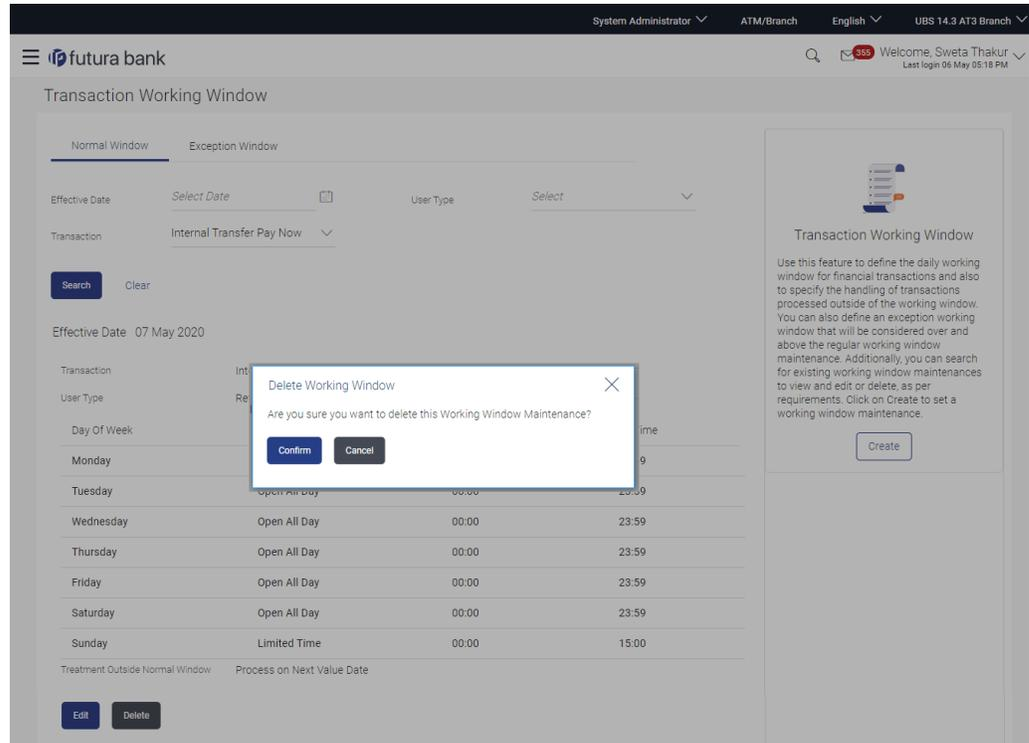 System Administrator ATM/Branch English UBS 14.3 AT3 Branch
futura bank 355 Welcome, Sweta Thakur
Last login 06 May 05:18 PM
Transaction Working Window
Normal Window Exception Window
Effective Date Select Date User Type Select
Transaction Internal Transfer Pay Now
Search Clear
Effective Date 07 May 2020
Transaction Int
User Type Re
Day Of Week ime
Monday 9
Tuesday Open All Day 00:00 23:59
Wednesday Open All Day 00:00 23:59
Thursday Open All Day 00:00 23:59
Friday Open All Day 00:00 23:59
Saturday Open All Day 00:00 23:59
Sunday Limited Time 00:00 15:00
Treatment Outside Normal Window Process on Next Value Date
Edit Delete
Delete Working Window
Are you sure you want to delete this Working Window Maintenance?
Confirm Cancel
Transaction Working Window
Use this feature to define the daily working
window for financial transactions and also
to specify the handling of transactions
processed outside of the working window.
You can also define an exception working
window that will be considered over and
above the regular working window
maintenance. Additionally, you can search
for existing working window maintenances
to view and edit or delete, as per
requirements. Click on Create to set a
working window maintenance.
Create